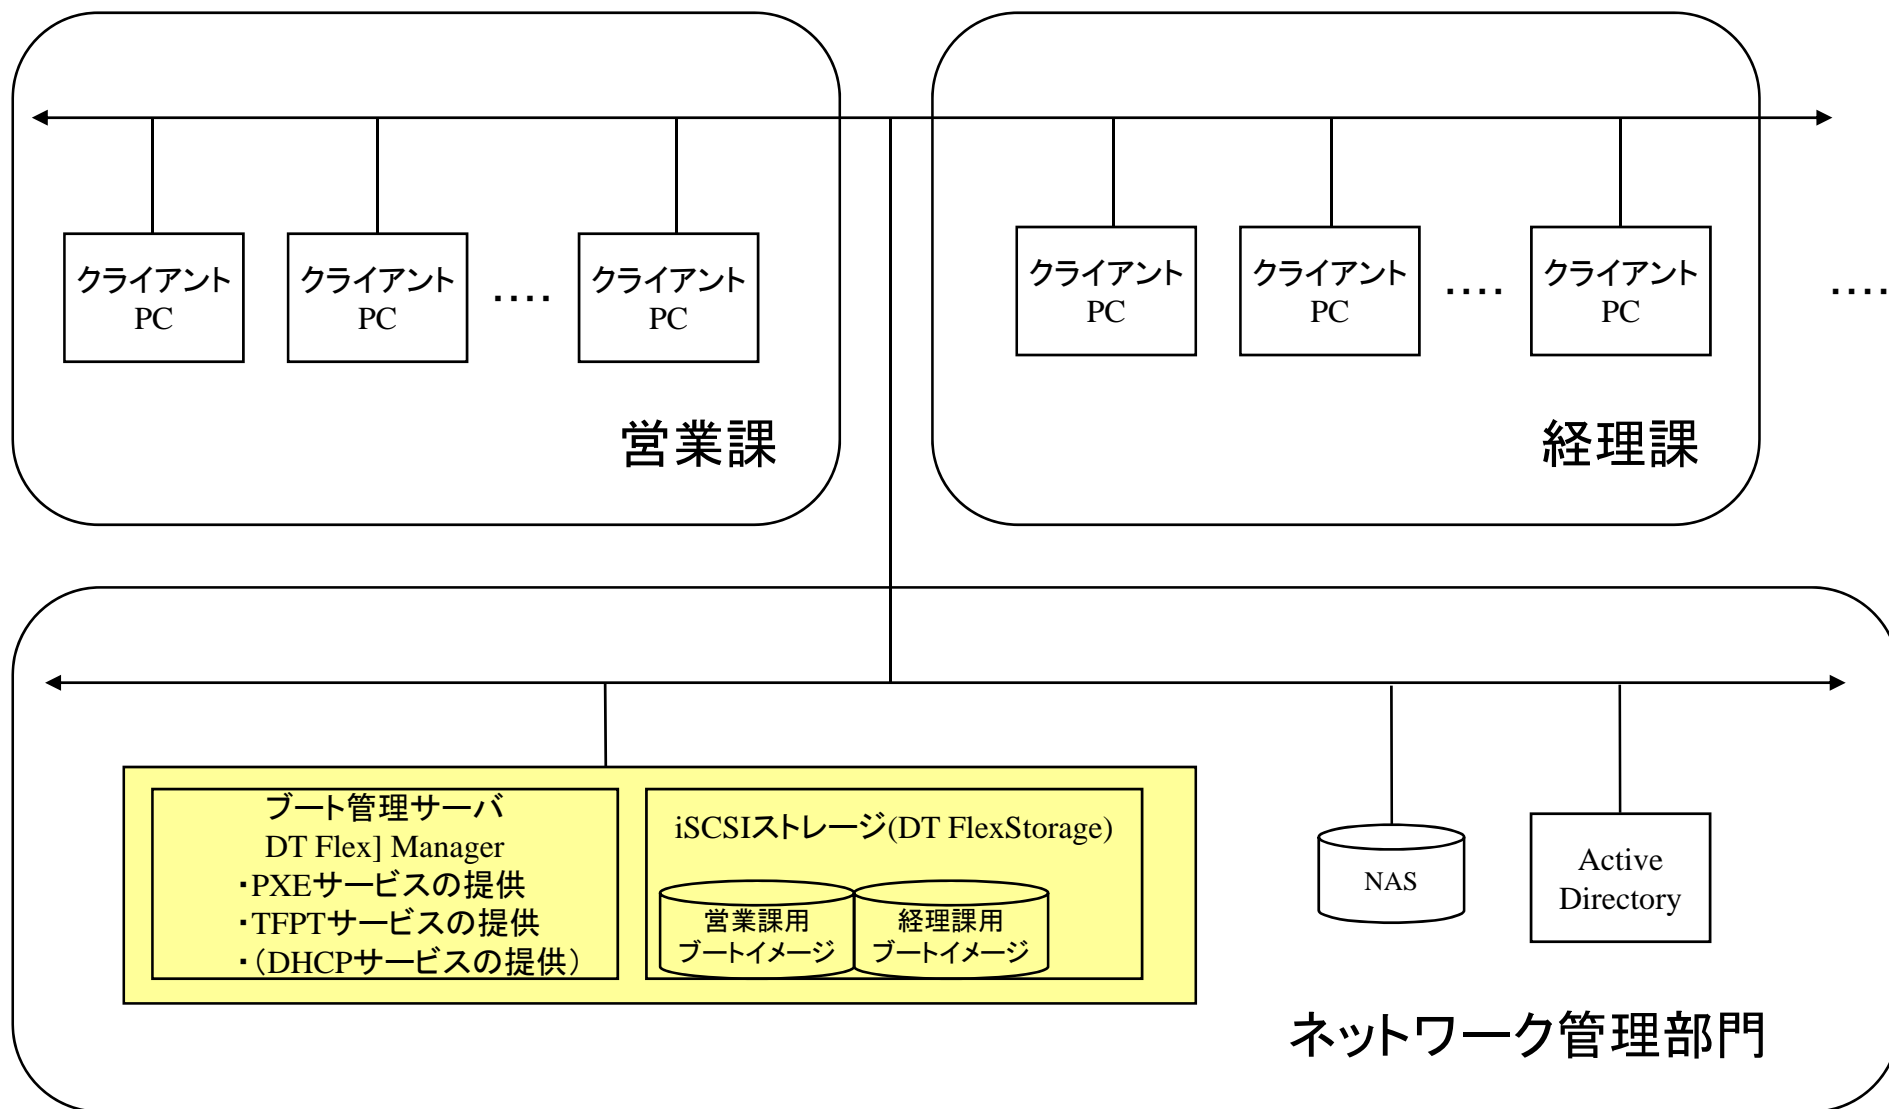 クライアント
PC
クライアント
PC
‥‥
クライアント
PC
営業課
クライアント
PC
クライアント
PC
‥‥
クライアント
PC
経理課
‥‥
ブート管理サーバ
DT Flex] Manager
・PXEサービスの提供
・TFPTサービスの提供
・（DHCPサービスの提供）
iSCSIストレージ(DT FlexStorage)
営業課用
ブートイメージ
経理課用
ブートイメージ
NAS
Active
Directory
ネットワーク管理部門